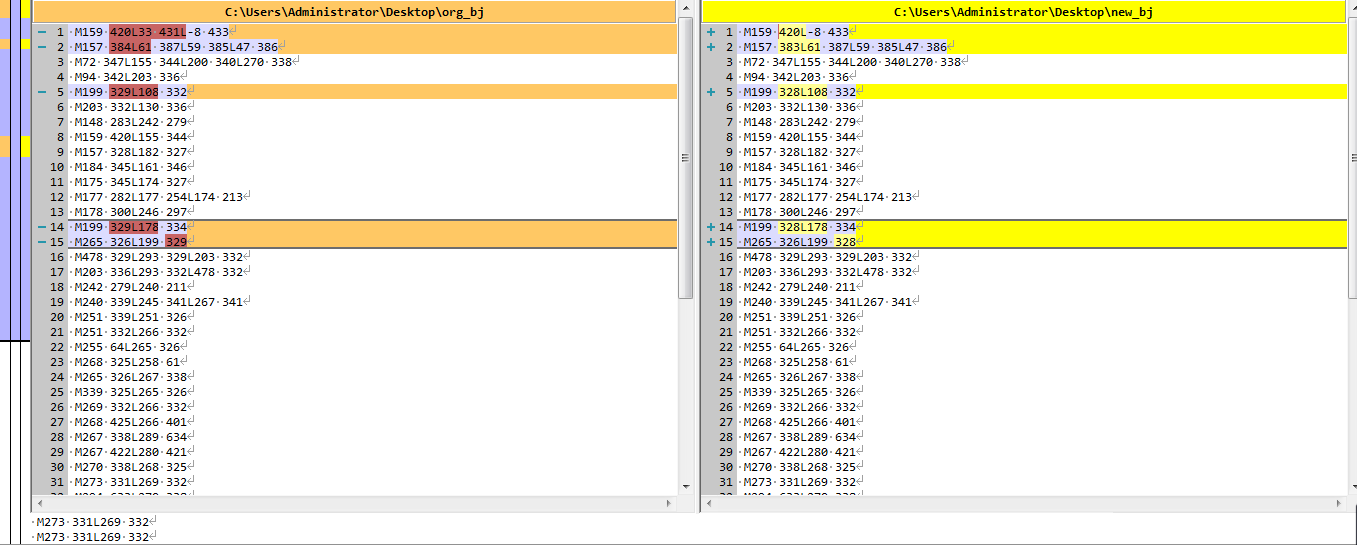 C:\Users\Administrator\Desktop\org_bj
1 M159 420L33 431L-8 433
2 M157 384L61 387L59 385L47 386
3 M72 347L155 344L200 340L270 338
4 M94 342L203 336
5 M199 329L108 332
6 M203 332L130 336
7 M148 283L242 279
8 M159 420L155 344
9 M157 328L182 327
10 M184 345L161 346
11 M175 345L174 327
12 M177 282L177 254L174 213
13 M178 300L246 297
14 M199 329L178 334
15 M265 326L199 329
16 M478 329L293 329L203 332
17 M203 336L293 332L478 332
18 M242 279L240 211
19 M240 339L245 341L267 341
20 M251 339L251 326
21 M251 332L266 332
22 M255 64L265 326
23 M268 325L258 61
24 M265 326L267 338
25 M339 325L265 326
26 M269 332L266 332
27 M268 425L266 401
28 M267 338L289 634
29 M267 422L280 421
30 M270 338L268 325
31 M273 331L269 332
C:\Users\Administrator\Desktop\new_bj
1 M159 420L-8 433
2 M157 383L61 387L59 385L47 386
3 M72 347L155 344L200 340L270 338
4 M94 342L203 336
5 M199 328L108 332
6 M203 332L130 336
7 M148 283L242 279
8 M159 420L155 344
9 M157 328L182 327
10 M184 345L161 346
11 M175 345L174 327
12 M177 282L177 254L174 213
13 M178 300L246 297
14 M199 328L178 334
15 M265 326L199 328
16 M478 329L293 329L203 332
17 M203 336L293 332L478 332
18 M242 279L240 211
19 M240 339L245 341L267 341
20 M251 339L251 326
21 M251 332L266 332
22 M255 64L265 326
23 M268 325L258 61
24 M265 326L267 338
25 M339 325L265 326
26 M269 332L266 332
27 M268 425L266 401
28 M267 338L289 634
29 M267 422L280 421
30 M270 338L268 325
31 M273 331L269 332
M273 331L269 332
M273 331L269 332